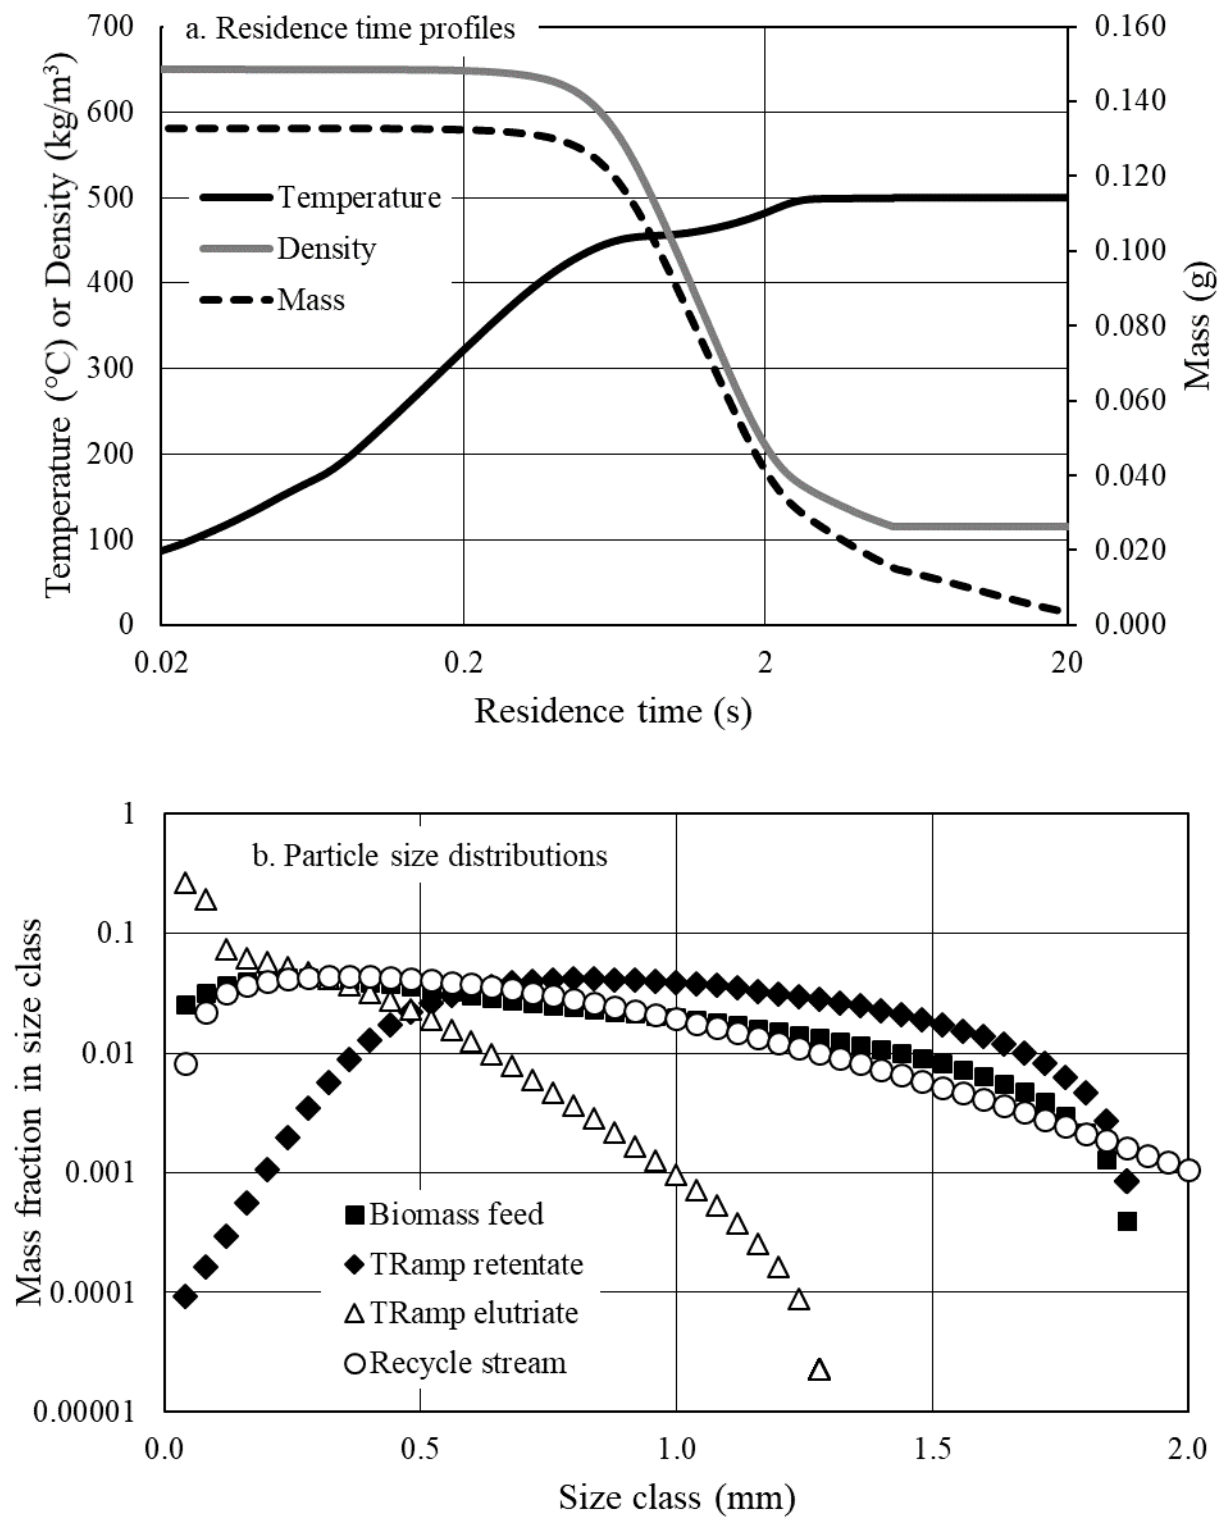 a. Residence time profiles
700
600
500
400
300
200
100
0
Temperature (°C) or Density (kg/m³)
0.160
0.140
0.120
0.100
0.080
0.060
0.040
0.020
0.000
Mass (g)
Temperature
Density
Mass
0.02 0.2 2 20
Residence time (s)
b. Particle size distributions
1
0.1
0.01
0.001
0.0001
0.00001
Mass fraction in size class
Biomass feed
TRamp retentate
TRamp elutriate
Recycle stream
0.0 0.5 1.0 1.5 2.0
Size class (mm)